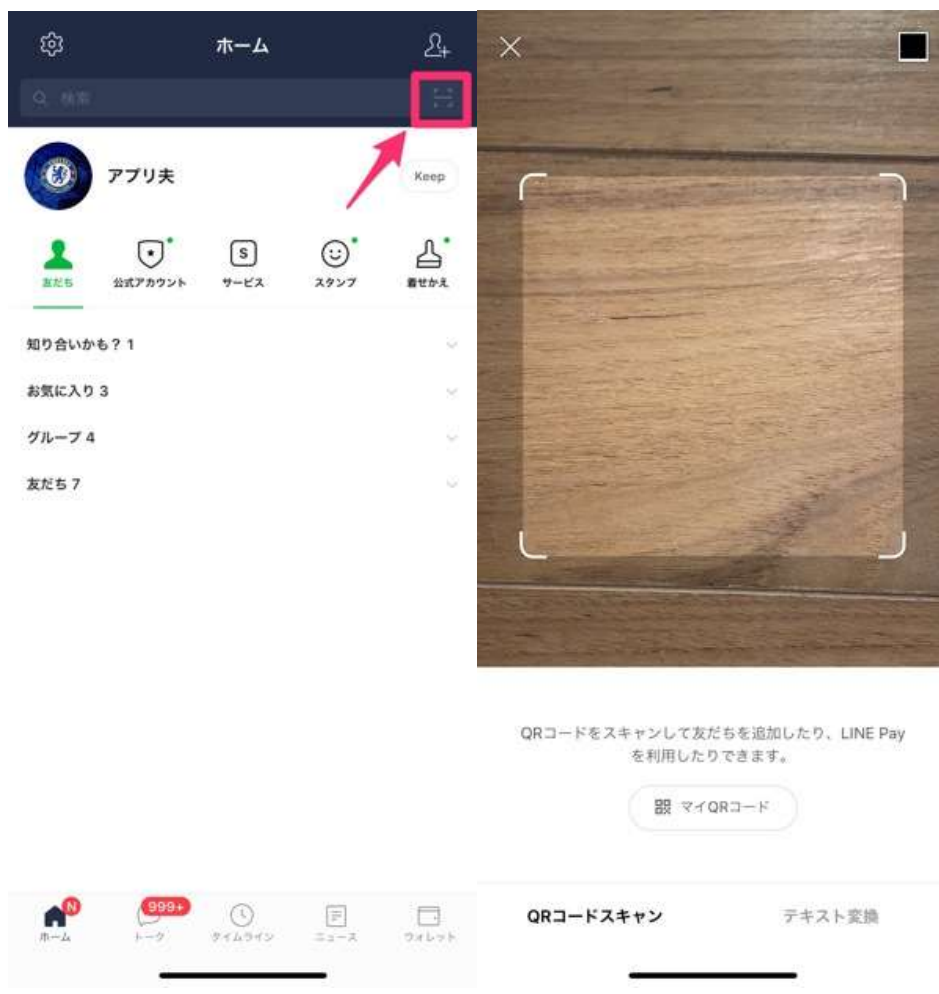 ホーム
検索
アプリ夫
Keep
友だち
公式アカウント
サービス
スタンプ
着せかえ
知り合いかも? 1
お気に入り 3
グループ 4
友だち 7
N
999+
ホーム
トーク
タイムライン
ニュース
ウォレット
QRコードをスキャンして友だちを追加したり、LINE Pay
を利用したりできます。
マイQRコード
QRコードスキャン
テキスト変換